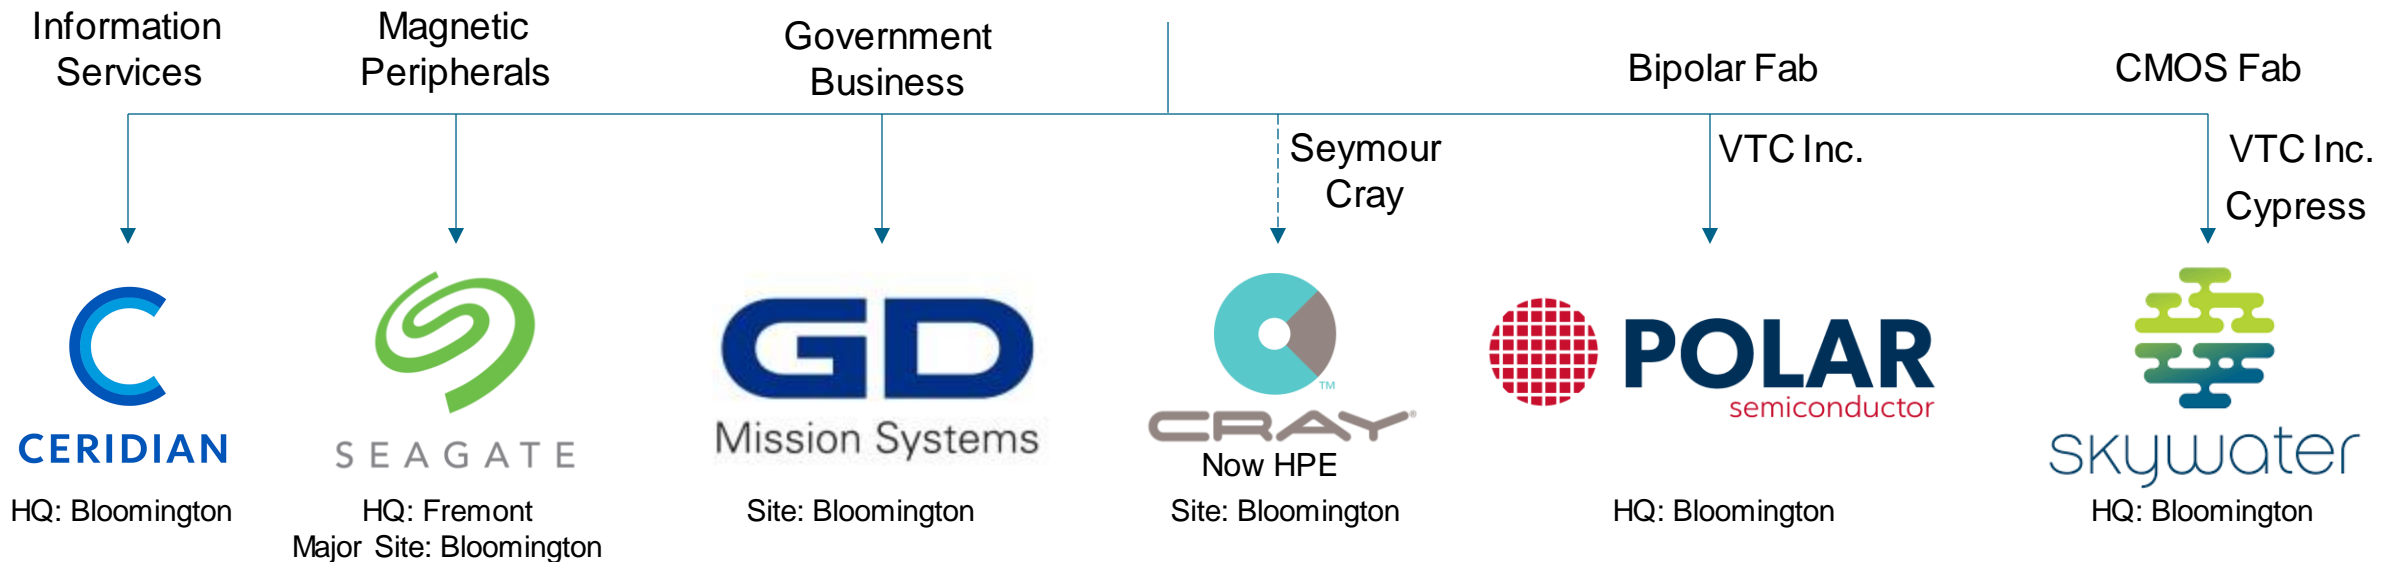 Information
Services
Magnetic
Peripherals
Government
Business
Bipolar Fab
CMOS Fab
Seymour
Cray
VTC Inc.
VTC Inc.
Cypress
CERIDIAN
SEAGATE
GD
Mission Systems
TM
CRAY®
Now HPE
POLAR
semiconductor
skywater
HQ: Bloomington
HQ: Fremont
Major Site: Bloomington
Site: Bloomington
Site: Bloomington
HQ: Bloomington
HQ: Bloomington